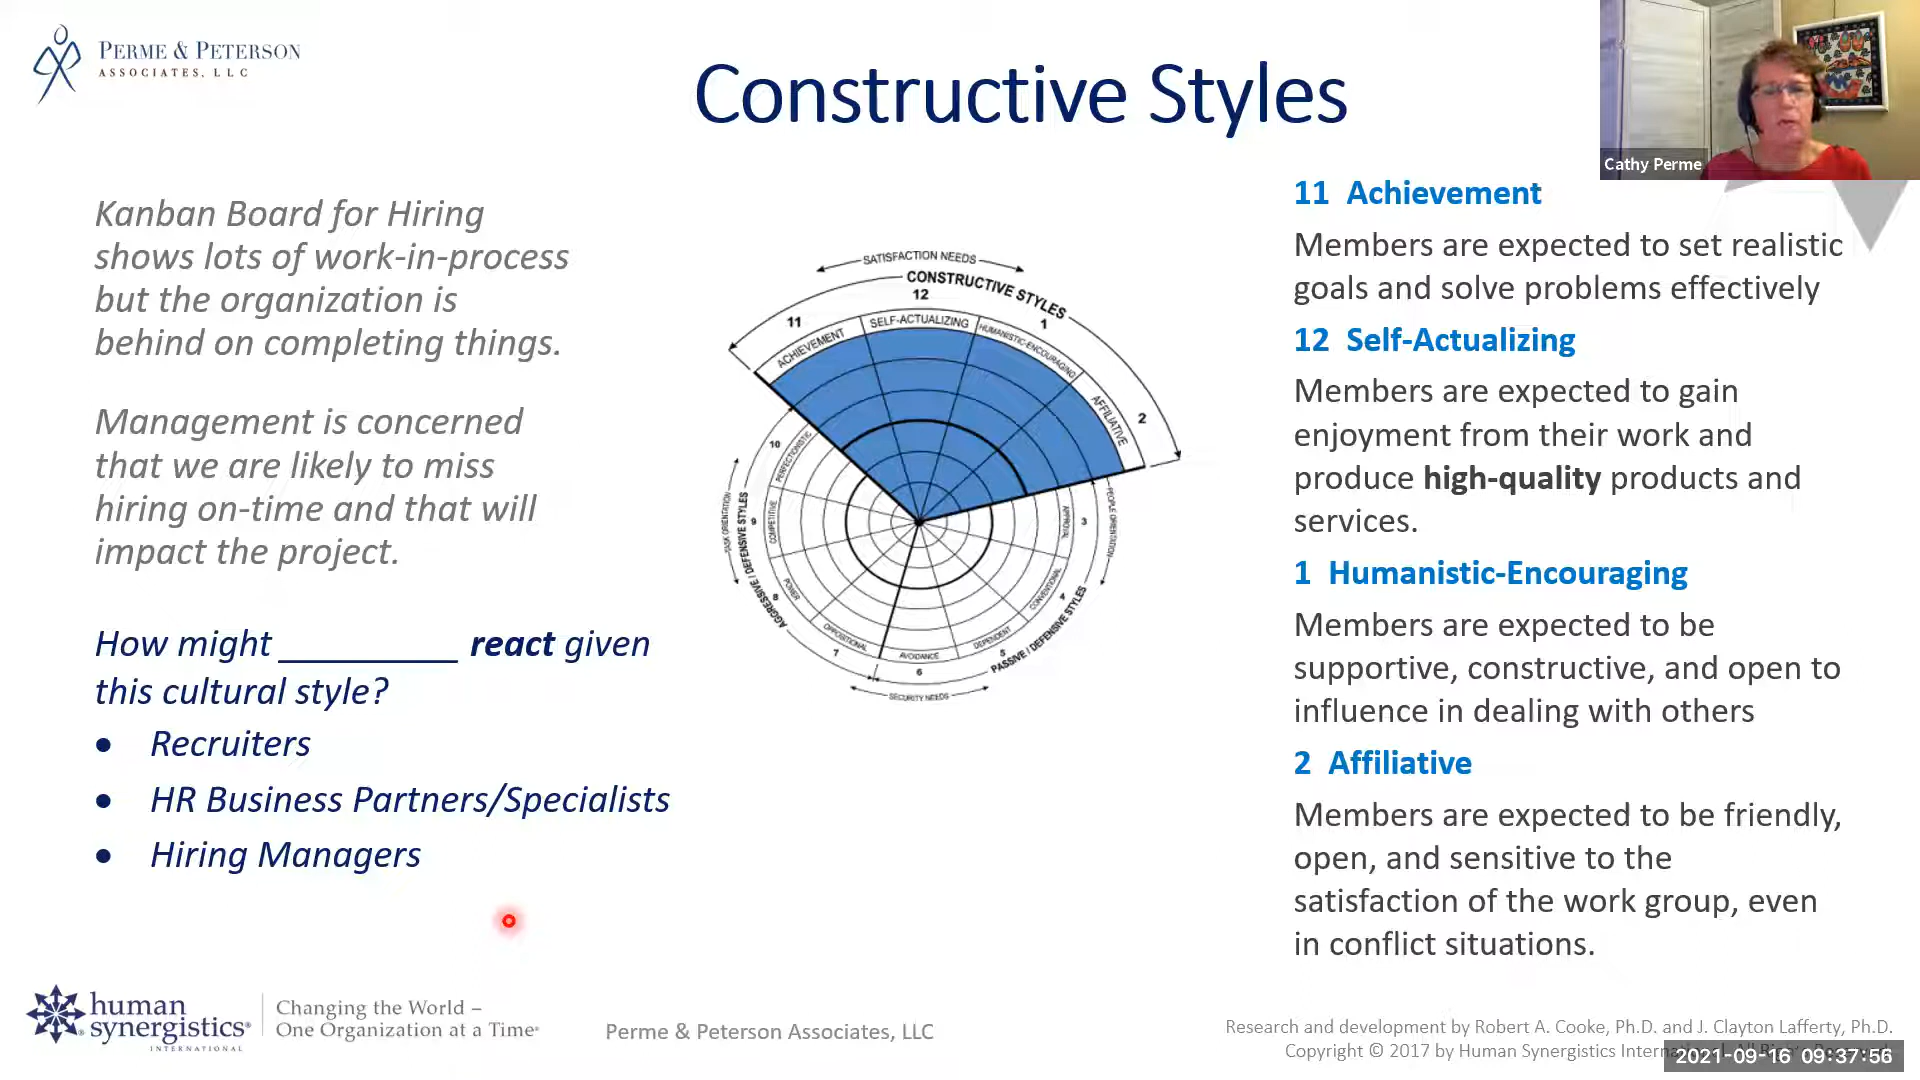 PERME & PETERSON
ASSOCIATES, LLC
Constructive Styles
Cathy Perme
Kanban Board for Hiring
shows lots of work-in-process
but the organization is
behind on completing things.
Management is concerned
that we are likely to miss
hiring on-time and that will
impact the project.
How might __________ react given
this cultural style?
• Recruiters
• HR Business Partners/Specialists
• Hiring Managers
SATISFACTION NEEDS
CONSTRUCTIVE STYLES
11
12
1
2
ACHIEVEMENT
SELF-ACTUALIZING
HUMANISTIC-ENCOURAGING
AFFILIATIVE
10
PERFECTIONISTIC
9
COMPETITIVE
8
POWER
7
OPPOSITIONAL
6
AVOIDANCE
5
DEPENDENT
4
CONVENTIONAL
3
APPROVAL
TASK ORIENTATION
PEOPLE ORIENTATION
AGGRESSIVE / DEFENSIVE STYLES
PASSIVE / DEFENSIVE STYLES
SECURITY NEEDS
11 Achievement
Members are expected to set realistic
goals and solve problems effectively
12 Self-Actualizing
Members are expected to gain
enjoyment from their work and
produce high-quality products and
services.
1 Humanistic-Encouraging
Members are expected to be
supportive, constructive, and open to
influence in dealing with others
2 Affiliative
Members are expected to be friendly,
open, and sensitive to the
satisfaction of the work group, even
in conflict situations.
human
synergistics®
INTERNATIONAL
Changing the World –
One Organization at a Time®
Perme & Peterson Associates, LLC
Research and development by Robert A. Cooke, Ph.D. and J. Clayton Lafferty, Ph.D.
Copyright © 2017 by Human Synergistics
2021-09-16 09:37:56